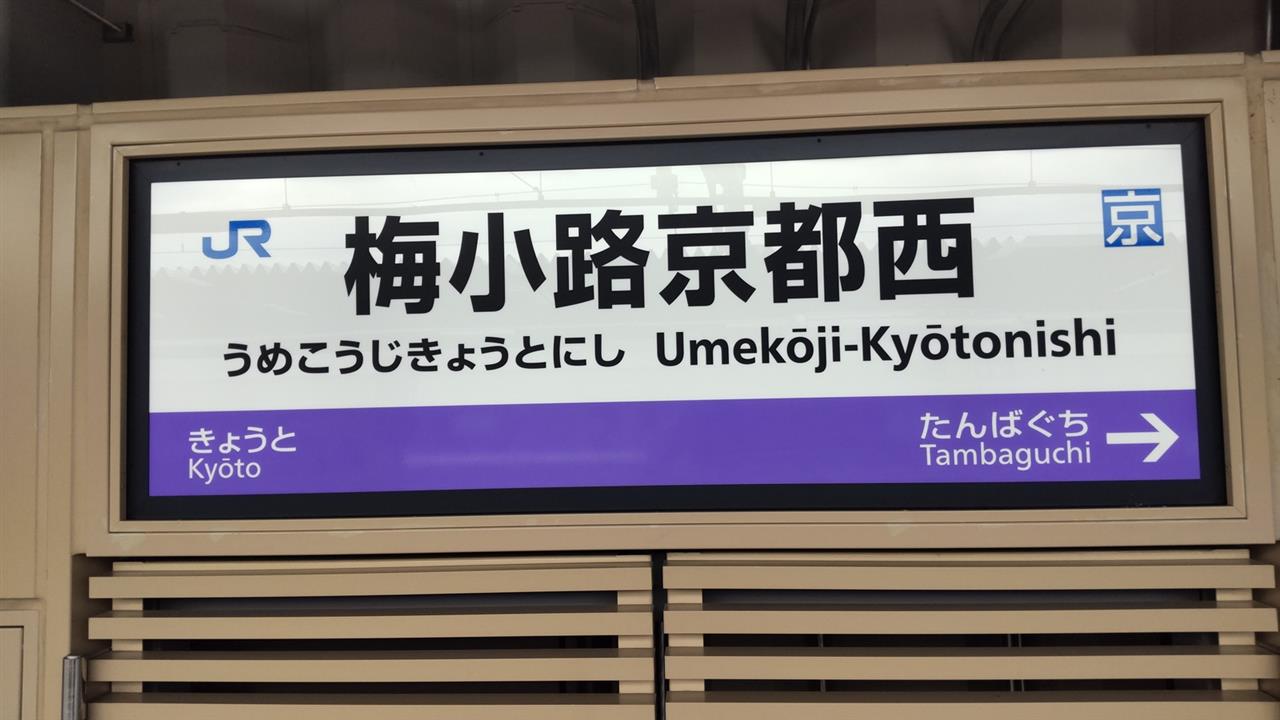 JR
梅小路京都西
京
うめこうじきょうとにし Umekōji-Kyōtonishi
きょうと
Kyōto
たんばぐち
Tambaguchi